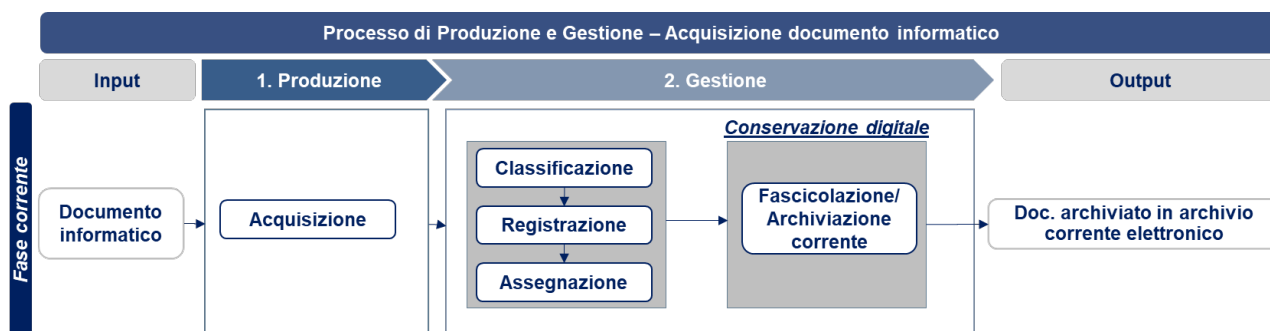 Processo di Produzione e Gestione – Acquisizione documento informatico
Input
1. Produzione
2. Gestione
Output
Fase corrente
Documento
informatico
Acquisizione
Classificazione
Registrazione
Assegnazione
Conservazione digitale
Fascicolazione/
Archiviazione
corrente
Doc. archiviato in archivio
corrente elettronico